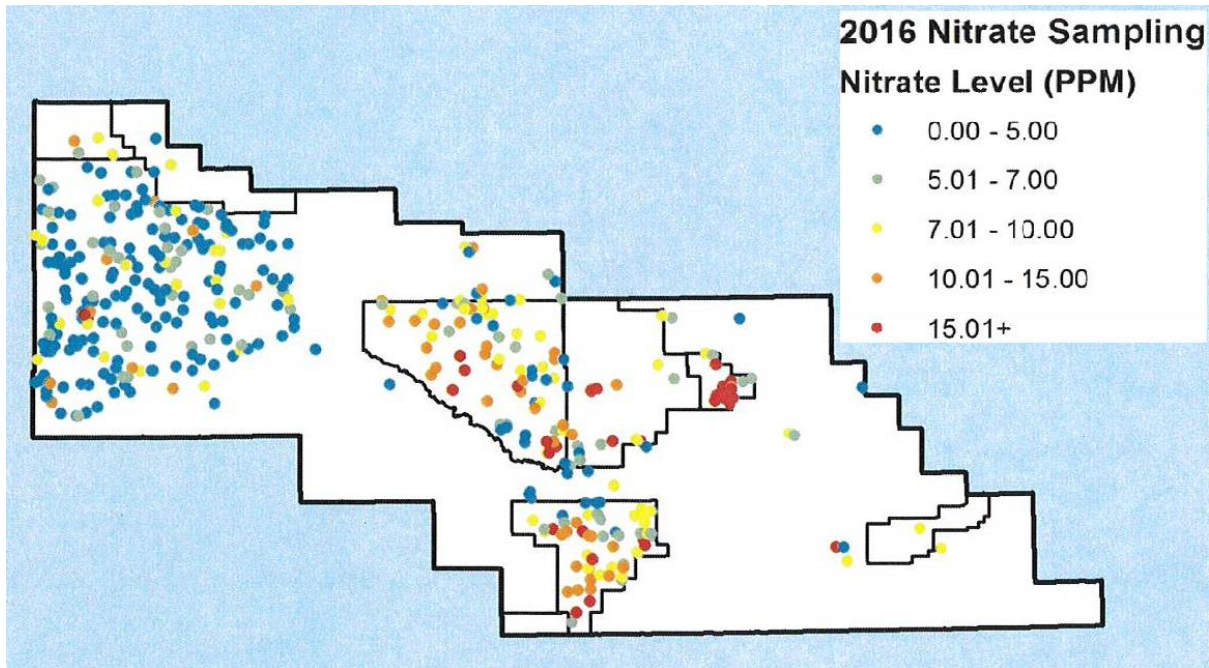 2016 Nitrate Sampling
Nitrate Level (PPM)
0.00 - 5.00
5.01 - 7.00
7.01 - 10.00
10.01 - 15.00
15.01+